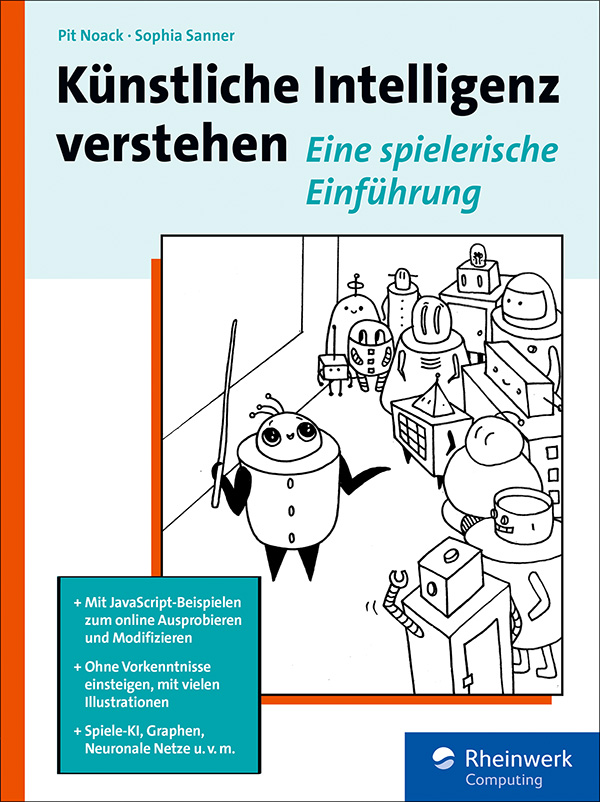 Pit Noack · Sophia Sanner
Künstliche Intelligenz
verstehen Eine spielerische
Einführung
+ Mit JavaScript-Beispielen
zum online Ausprobieren
und Modifizieren
+ Ohne Vorkenntnisse
einsteigen, mit vielen
Illustrationen
+ Spiele-KI, Graphen,
Neuronale Netze u. v. m.
Rheinwerk
Computing